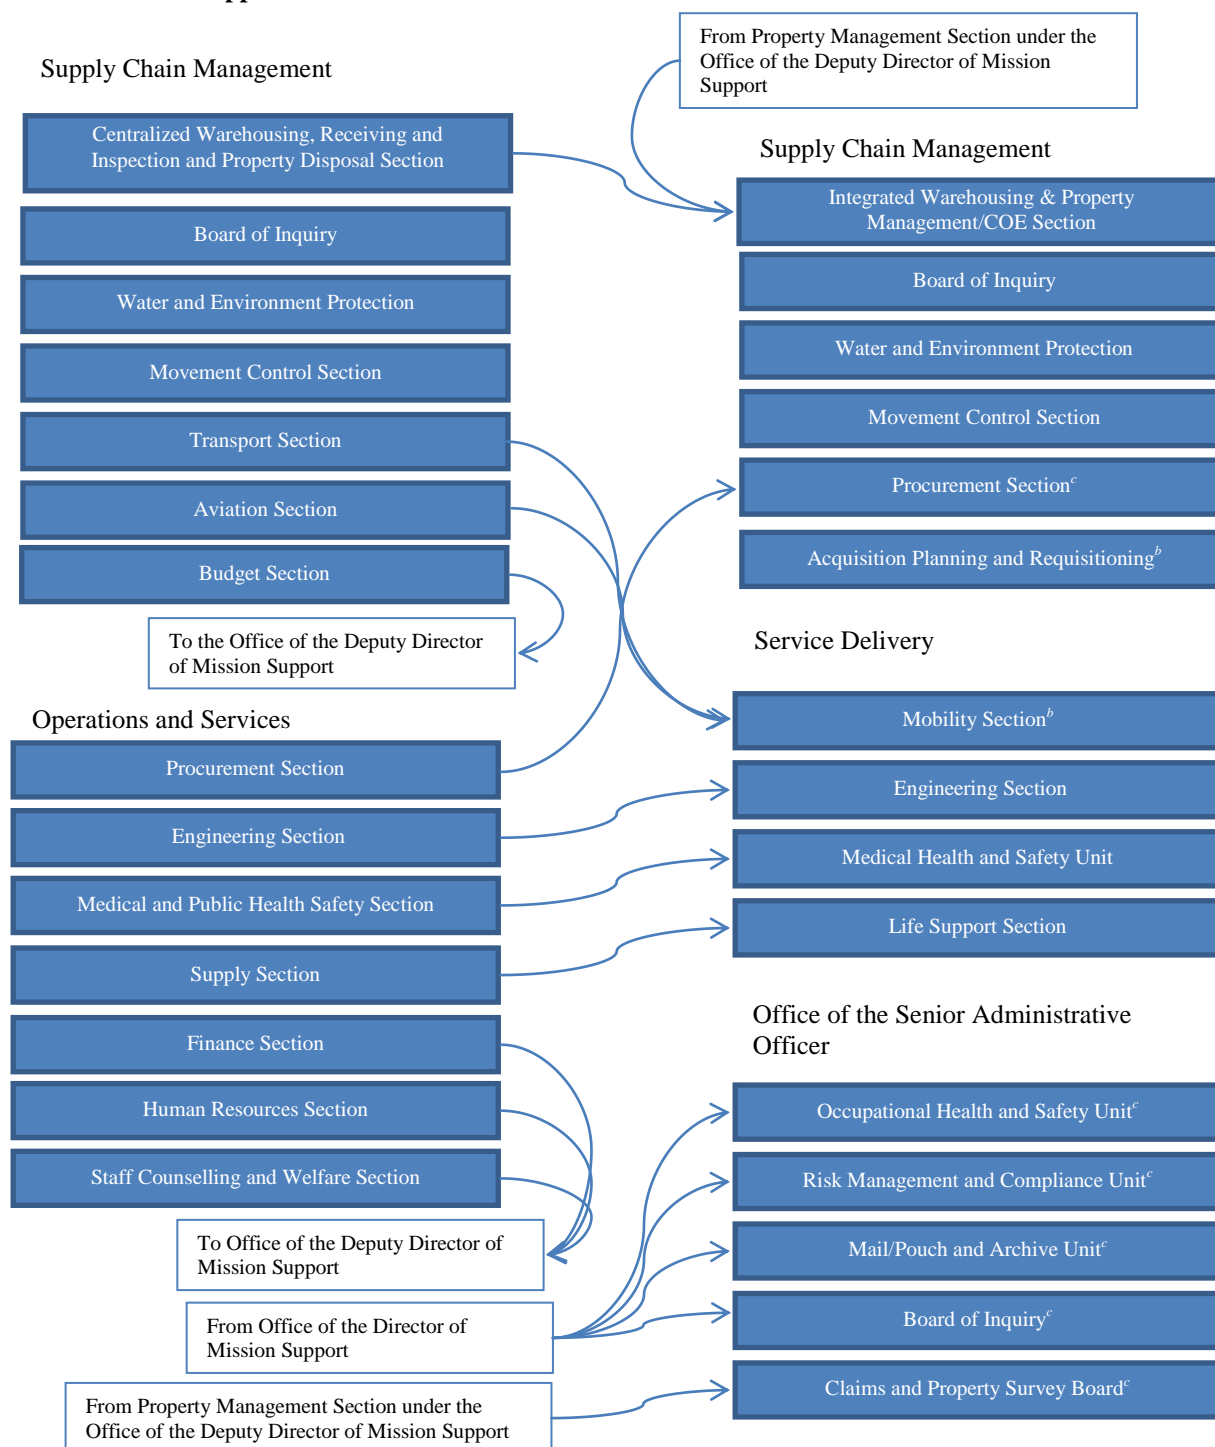 Supply Chain Management
Centralized Warehousing, Receiving and
Inspection and Property Disposal Section
Board of Inquiry
Water and Environment Protection
Movement Control Section
Transport Section
Aviation Section
Budget Section
To the Office of the Deputy Director
of Mission Support
Operations and Services
Procurement Section
Engineering Section
Medical and Public Health Safety Section
Supply Section
Finance Section
Human Resources Section
Staff Counselling and Welfare Section
To Office of the Deputy Director of
Mission Support
From Office of the Director of
Mission Support
From Property Management Section under the
Office of the Deputy Director of Mission Support
From Property Management Section under the
Office of the Deputy Director of Mission
Support
Supply Chain Management
Integrated Warehousing & Property
Management/COE Section
Board of Inquiry
Water and Environment Protection
Movement Control Section
Procurement Section c
Acquisition Planning and Requisitioning b
Service Delivery
Mobility Section b
Engineering Section
Medical Health and Safety Unit
Life Support Section
Office of the Senior Administrative
Officer
Occupational Health and Safety Unit c
Risk Management and Compliance Unit c
Mail/Pouch and Archive Unit c
Board of Inquiry c
Claims and Property Survey Board c